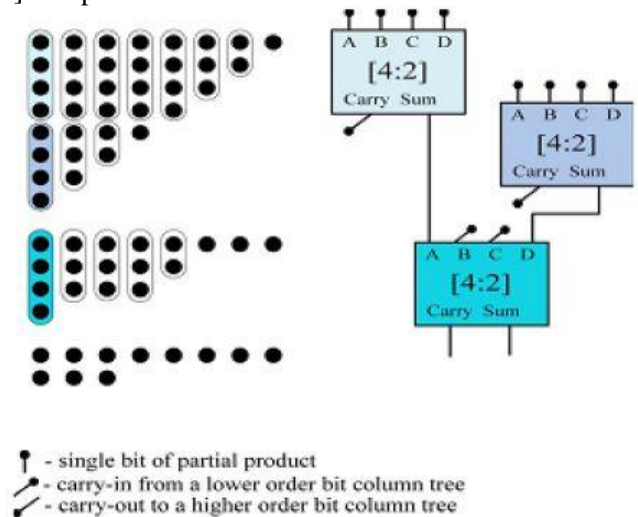 A B C D
[4:2]
Carry Sum
A B C D
[4:2]
Carry Sum
A B C D
[4:2]
Carry Sum
- single bit of partial product
- carry-in from a lower order bit column tree
- carry-out to a higher order bit column tree